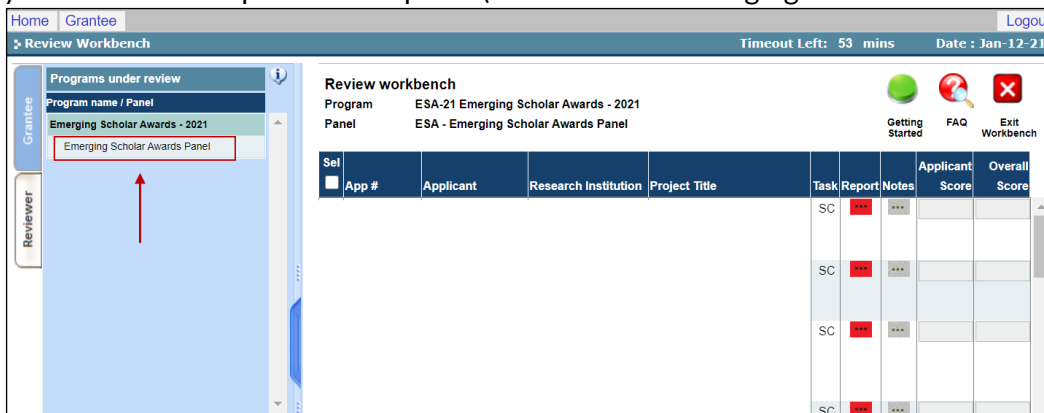 Home Grantee Logou
Review Workbench Timeout Left: 53 mins Date : Jan-12-21
Grantee
Reviewer
Programs under review
Program name / Panel
Emerging Scholar Awards - 2021
Emerging Scholar Awards Panel
Review workbench
Program ESA-21 Emerging Scholar Awards - 2021
Panel ESA - Emerging Scholar Awards Panel
Getting Started
FAQ
Exit Workbench
Sel App # Applicant Research Institution Project Title Task Report Notes Applicant Score Overall Score
SC ... ...
SC ... ...
SC ... ...
SC ... ...